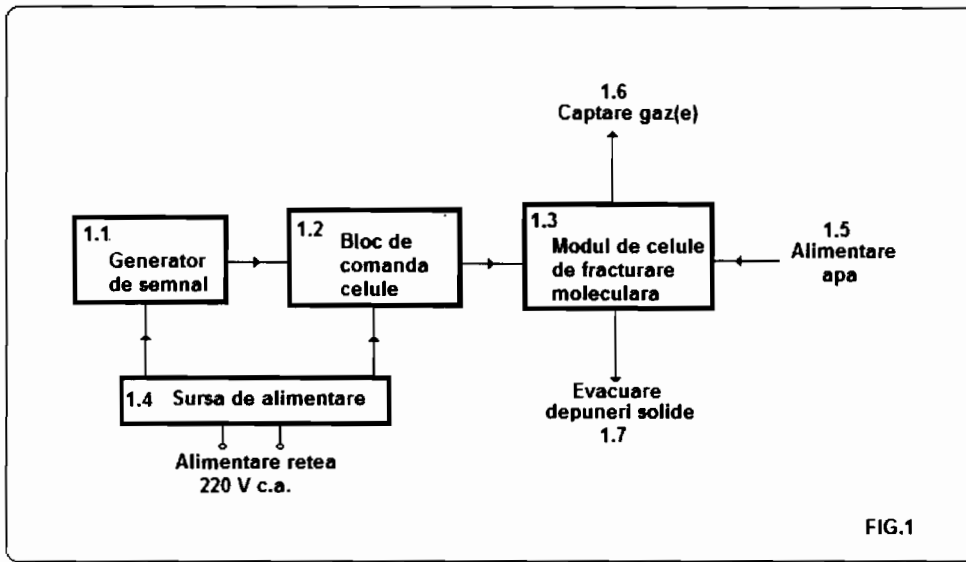 1.6
Captare gaz(e)
1.1
Generator
de semnal
1.2
Bloc de
comanda
celule
1.3
Modul de celule
de fracturare
moleculara
1.5
Alimentare
apa
1.4 Sursa de alimentare
Evacuare
depuneri solide
1.7
Alimentare retea
220 V c.a.
FIG.1